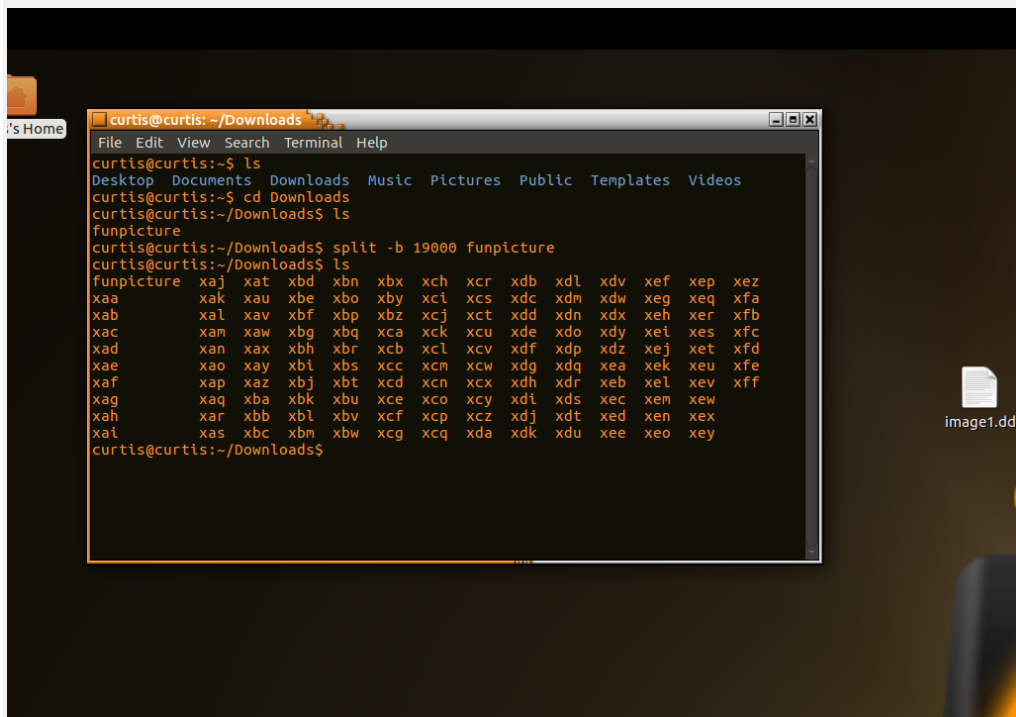 's Home
curtis@curtis: ~/Downloads
File Edit View Search Terminal Help
curtis@curtis:~$ ls
Desktop Documents Downloads Music Pictures Public Templates Videos
curtis@curtis:~$ cd Downloads
curtis@curtis:~/Downloads$ ls
funpicture
curtis@curtis:~/Downloads$ split -b 19000 funpicture
curtis@curtis:~/Downloads$ ls
funpicture xaj xat xbd xbn xbx xch xcr xdb xdl xdv xef xep xez
xaa xak xau xbe xbo xby xci xcs xdc xdm xdw xeg xeq xfa
xab xal xav xbf xbp xbz xcj xct xdd xdn xdx xeh xer xfb
xac xam xaw xbg xbq xca xck xcu xde xdo xdy xei xes xfc
xad xan xax xbh xbr xcb xcl xcv xdf xdp xdz xej xet xfd
xae xao xay xbi xbs xcc xcm xcw xdg xdq xea xek xeu xfe
xaf xap xaz xbj xbt xcd xcn xcx xdh xdr xeb xel xev xff
xag xaq xba xbk xbu xce xco xcy xdi xds xec xem xew
xah xar xbb xbl xbv xcf xcp xcz xdj xdt xed xen xex
xai xas xbc xbm xbw xcg xcq xda xdk xdu xee xeo xey
curtis@curtis:~/Downloads$
image1.dd